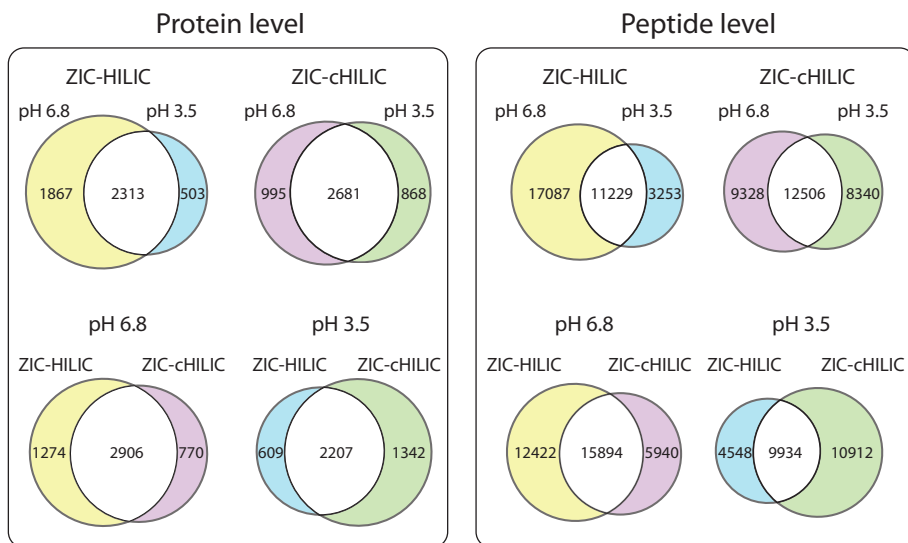 Protein level
ZIC-HILIC ZIC-cHILIC
pH 6.8 pH 3.5 pH 6.8 pH 3.5
1867 2313 503 995 2681 868
pH 6.8 pH 3.5
ZIC-HILIC ZIC-cHILIC ZIC-HILIC ZIC-cHILIC
1274 2906 770 609 2207 1342
Peptide level
ZIC-HILIC ZIC-cHILIC
pH 6.8 pH 3.5 pH 6.8 pH 3.5
17087 11229 3253 9328 12506 8340
pH 6.8 pH 3.5
ZIC-HILIC ZIC-cHILIC ZIC-HILIC ZIC-cHILIC
12422 15894 5940 4548 9934 10912